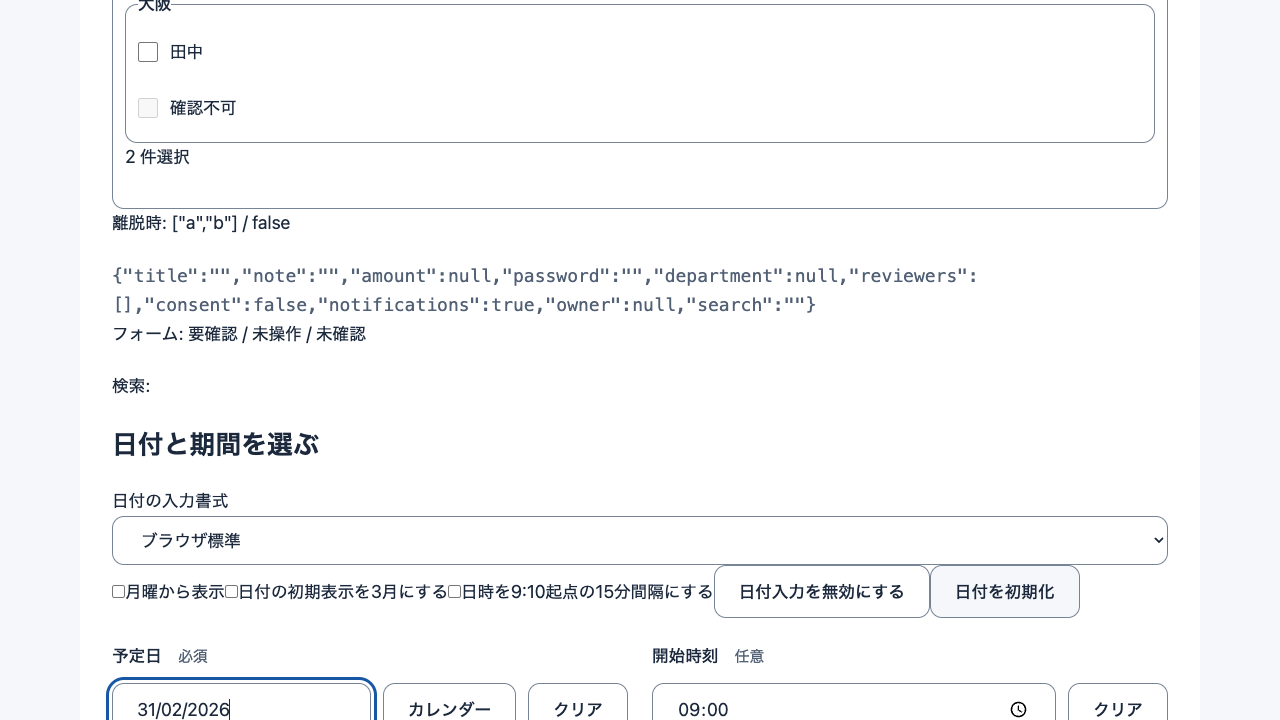 大阪
田中
確認不可
2 件選択
離脱時: ["a","b"] / false
{"title":"","note":"","amount":null,"password":"","department":null,"reviewers":
[],"consent":false,"notifications":true,"owner":null,"search":""}
フォーム: 要確認 / 未操作 / 未確認
検索:
日付と期間を選ぶ
日付の入力書式
ブラウザ標準
月曜から表示 日付の初期表示を3月にする 日時を9:10起点の15分間隔にする 日付入力を無効にする 日付を初期化
予定日 必須 開始時刻 任意
31/02/2026 カレンダー クリア 09:00 クリア